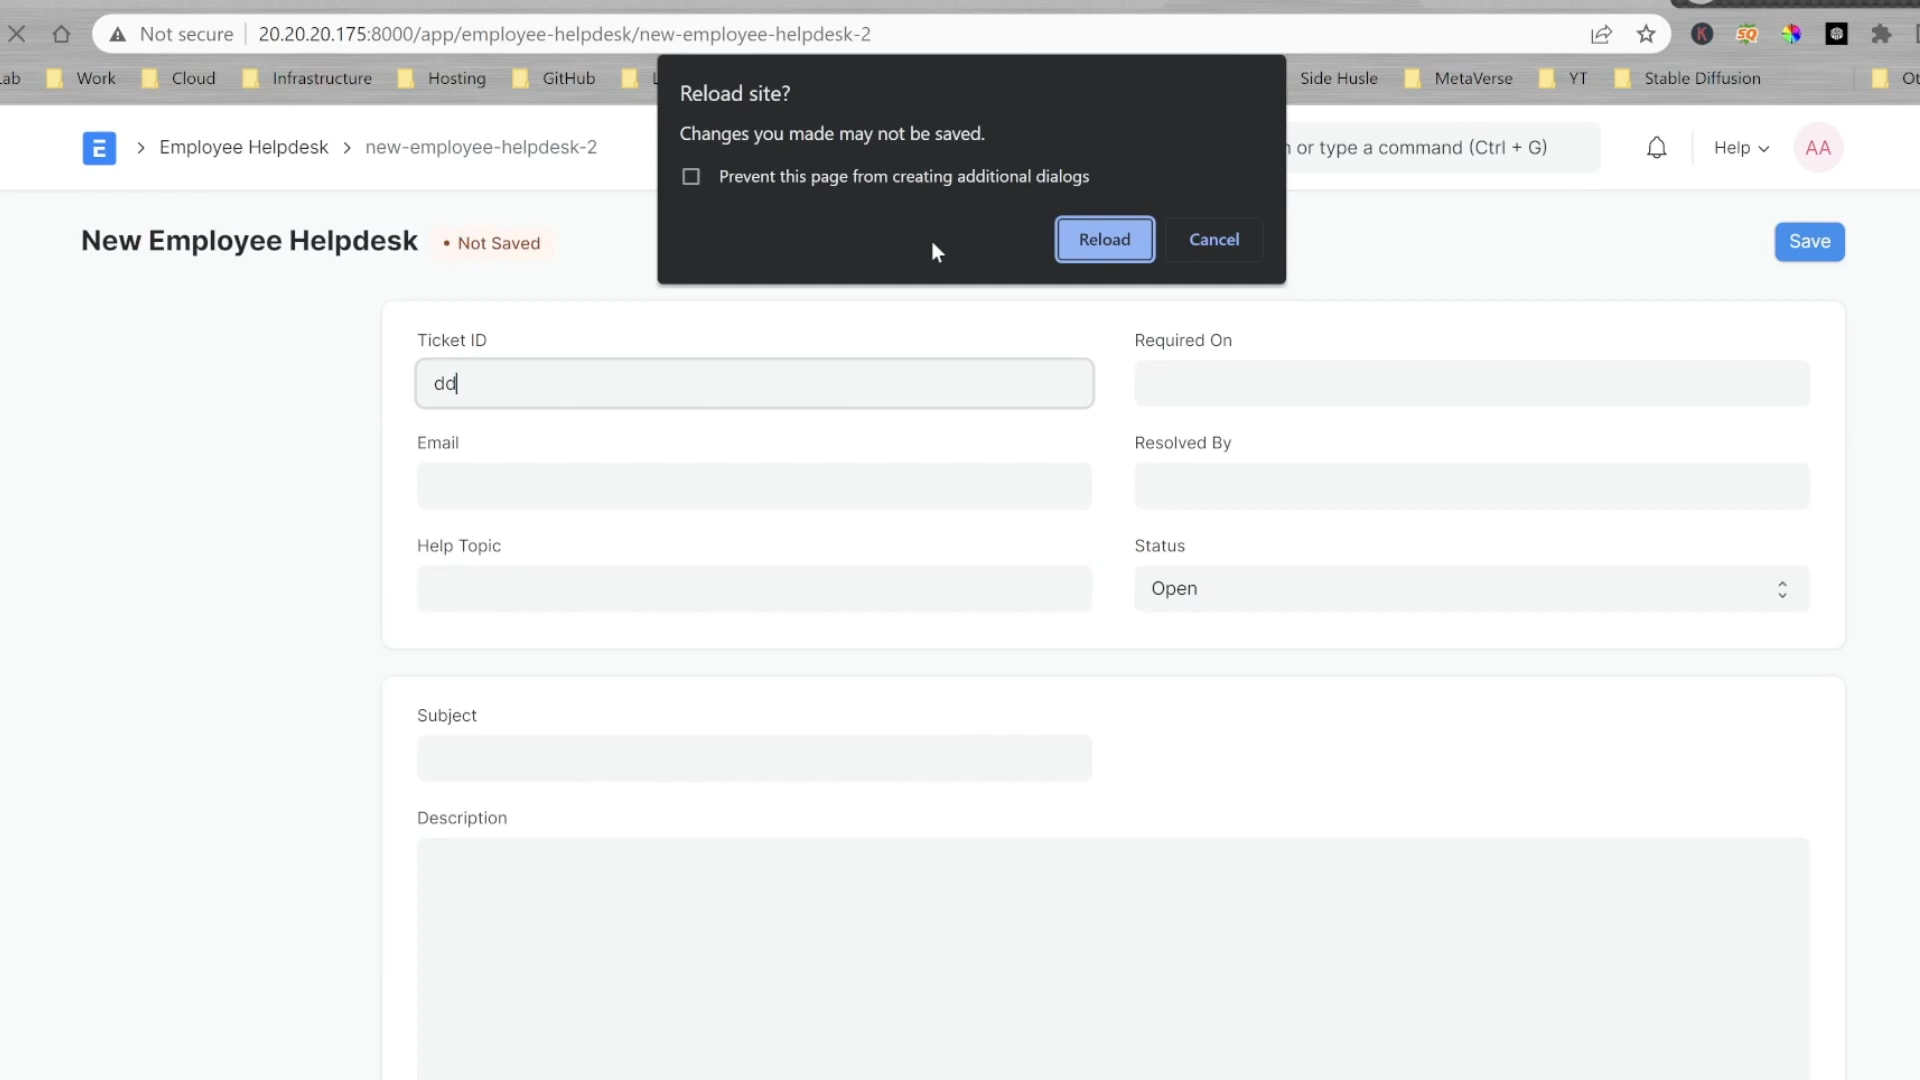 Not secure 20.20.20.175:8000/app/employee-helpdesk/new-employee-helpdesk-2 K SQ
Work Cloud Infrastructure Hosting GitHub Side Husle MetaVerse YT Stable Diffusion
Reload site?
Changes you made may not be saved.
Prevent this page from creating additional dialogs
Reload Cancel
E > Employee Helpdesk > new-employee-helpdesk-2 or type a command (Ctrl + G) Help AA
New Employee Helpdesk • Not Saved Save
Ticket ID Required On
dd
Email Resolved By
Help Topic Status
Open
Subject
Description